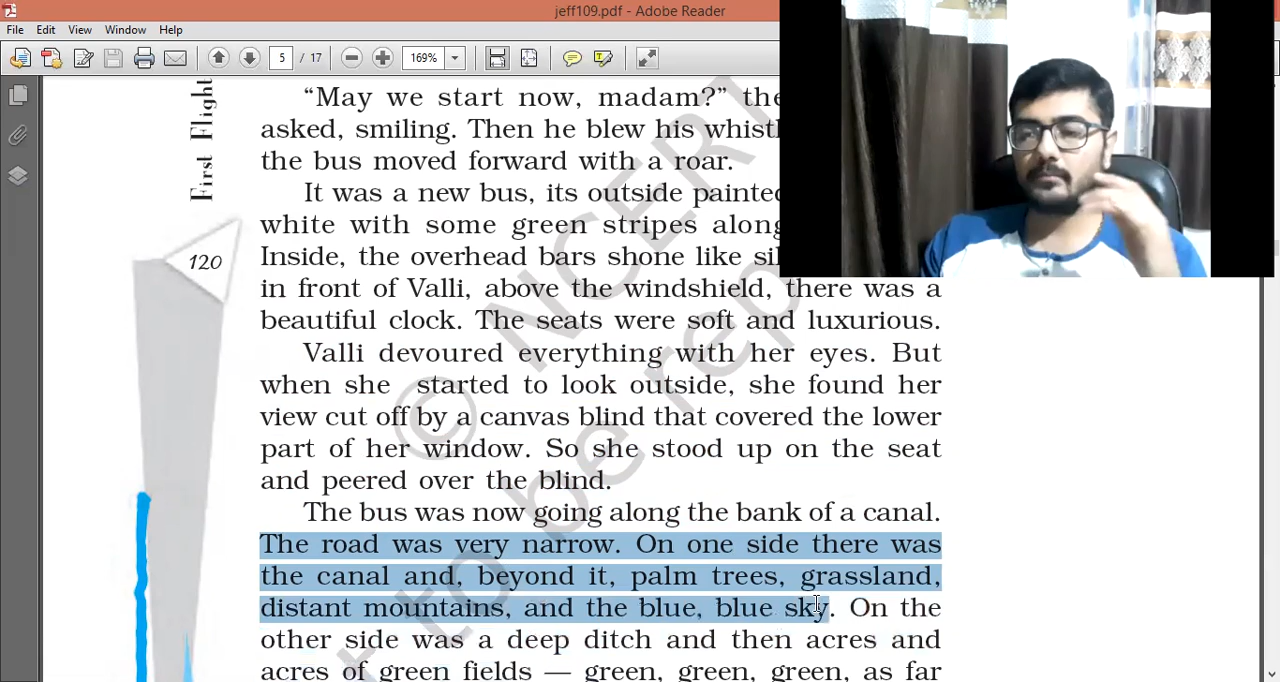 jeff109.pdf - Adobe Reader
File Edit View Window Help
5 / 17 169%
First Flight
120
© NCERT
to be rep
“May we start now, madam?” the
asked, smiling. Then he blew his
the bus moved forward with a roar.
It was a new bus, its outside painted
white with some green stripes along
Inside, the overhead bars shone like
in front of Valli, above the windshield, there was a
beautiful clock. The seats were soft and luxurious.
Valli devoured everything with her eyes. But
when she started to look outside, she found her
view cut off by a canvas blind that covered the lower
part of her window. So she stood up on the seat
and peered over the blind.
The bus was now going along the bank of a canal.
The road was very narrow. On one side there was
the canal and, beyond it, palm trees, grassland,
distant mountains, and the blue, blue sky. On the
other side was a deep ditch and then acres and
acres of green fields — green, green, green, as far